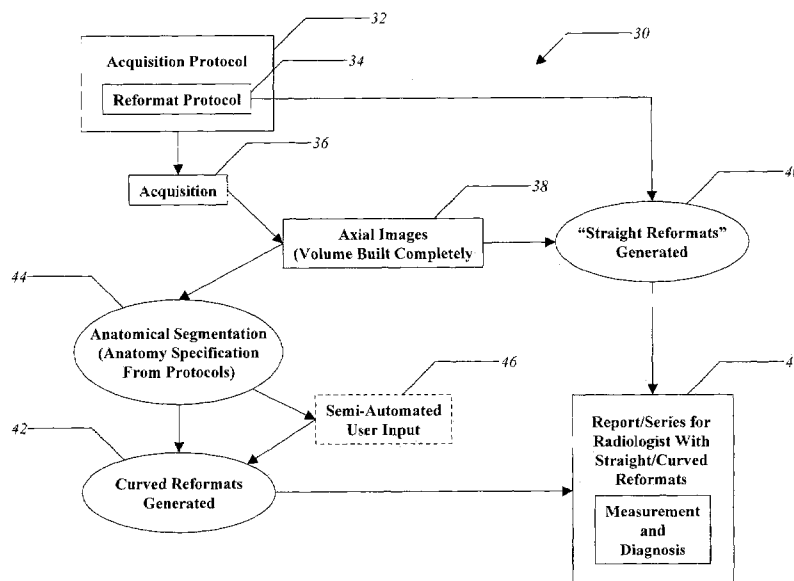 32
30
Acquisition Protocol
34
Reformat Protocol
36
Acquisition
38
Axial Images
(Volume Built Completely
"Straight Reformats"
Generated
44
Anatomical Segmentation
(Anatomy Specification
From Protocols)
46
Semi-Automated
User Input
42
Curved Reformats
Generated
Report/Series for
Radiologist With
Straight/Curved
Reformats
Measurement
and
Diagnosis